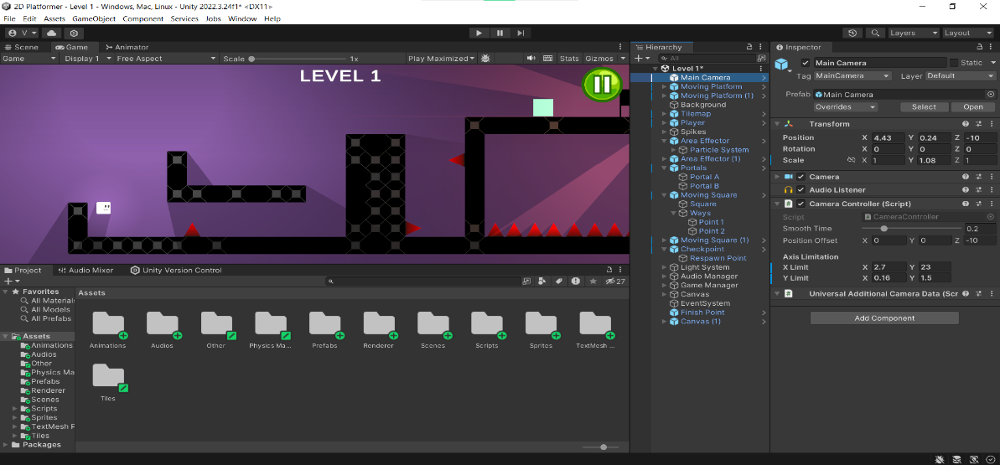 2D Platformer - Level 1 - Windows, Mac, Linux - Unity 2022.3.24f1* <DX11>
File Edit Assets GameObject Component Services Jobs Window Help
V
Layers Layout
Scene Game Animator
Game Display 1 Free Aspect Scale 1x Play Maximized Stats Gizmos
LEVEL 1
Hierarchy
All
Level 1*
Main Camera
Moving Platform
Moving Platform (1)
Background
Tilemap
Player
Spikes
Area Effector
Particle System
Area Effector (1)
Portals
Portal A
Portal B
Moving Square
Square
Ways
Point 1
Point 2
Moving Square (1)
Checkpoint
Respawn Point
Light System
Audio Manager
Game Manager
Canvas
EventSystem
Finish Point
Canvas (1)
Inspector
Main Camera Static
Tag MainCamera Layer Default
Prefab Main Camera
Overrides Select Open
Transform
Position X 4.43 Y 0.24 Z -10
Rotation X 0 Y 0 Z 0
Scale X 1 Y 1.08 Z 1
Camera
Audio Listener
Camera Controller (Script)
Script CameraController
Smooth Time 0.2
Position Offset X 0 Y 0 Z -10
Axis Limitation
X Limit X 2.7 Y 23
Y Limit X 0.16 Y 1.5
Universal Additional Camera Data (Scr
Add Component
Project Audio Mixer Unity Version Control
27
Favorites
All Materials
All Models
All Prefabs
Assets
Animations
Audios
Other
Physics Ma
Prefabs
Renderer
Scenes
Scripts
Sprites
TextMesh P
Tiles
Packages
Assets
Animations Audios Other Physics Ma... Prefabs Renderer Scenes Scripts Sprites TextMesh ...
Tiles